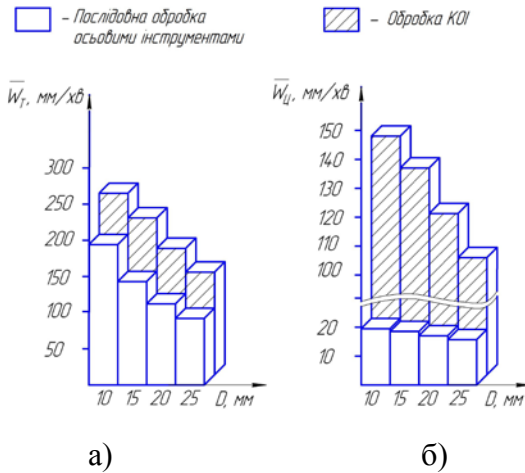 – Послідовна обробка
осьовими інструментами
– Обробка КОІ
W̅т, мм/хв
300
250
200
150
100
50
10 15 20 25 D, мм
W̅ц, мм/хв
150
140
130
120
110
100
20
10
10 15 20 25 D, мм
а) б)